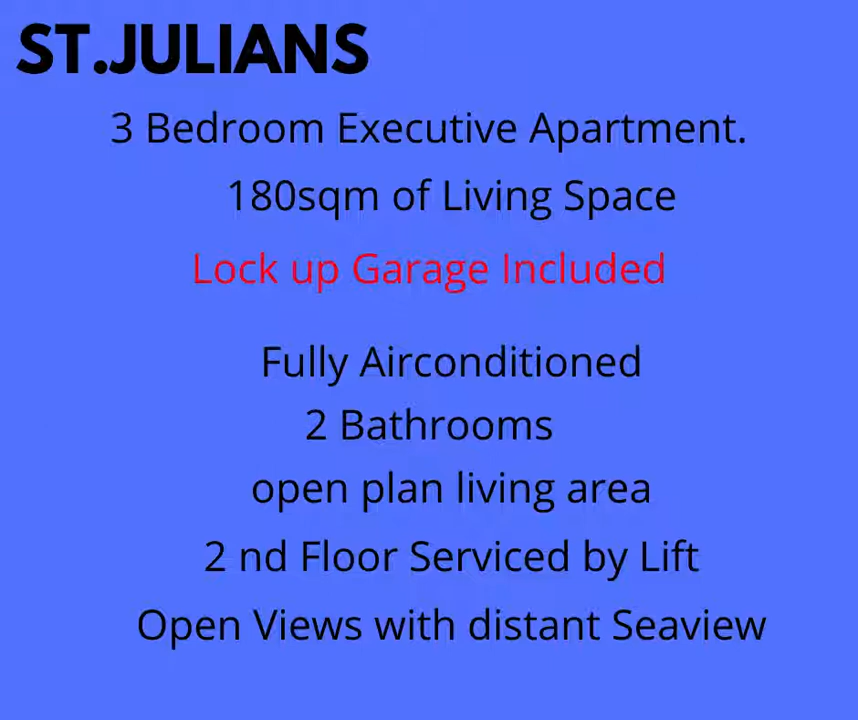 ST.JULIANS
3 Bedroom Executive Apartment.
180sqm of Living Space
Lock up Garage Included
Fully Airconditioned
2 Bathrooms
open plan living area
2 nd Floor Serviced by Lift
Open Views with distant Seaview